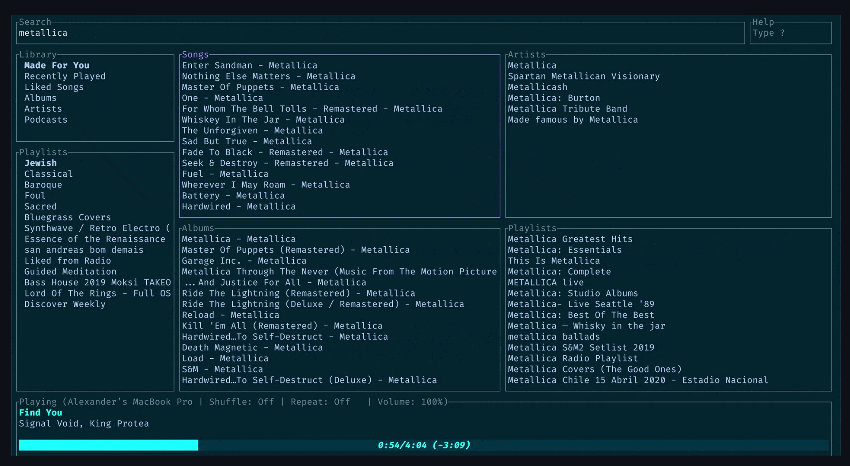 Search
metallica
Help
Type ?
Library
Made For You
Recently Played
Liked Songs
Albums
Artists
Podcasts
Playlists
Jewish
Classical
Baroque
Foul
Sacred
Bluegrass Covers
Synthwave / Retro Electro (
Essence of the Renaissance
san andreas bom demais
Liked from Radio
Guided Meditation
Bass House 2019 Moksi TAKEO
Lord Of The Rings - Full OS
Discover Weekly
Songs
Enter Sandman - Metallica
Nothing Else Matters - Metallica
Master Of Puppets - Metallica
One - Metallica
For Whom The Bell Tolls - Remastered - Metallica
Whiskey In The Jar - Metallica
The Unforgiven - Metallica
Sad But True - Metallica
Fade To Black - Remastered - Metallica
Seek & Destroy - Remastered - Metallica
Fuel - Metallica
Wherever I May Roam - Metallica
Battery - Metallica
Hardwired - Metallica
Artists
Metallica
Spartan Metallican Visionary
Metallicash
Metallica: Burton
Metallica Tribute Band
Made famous by Metallica
Albums
Metallica - Metallica
Master Of Puppets (Remastered) - Metallica
Garage Inc. - Metallica
Metallica Through The Never (Music From The Motion Picture
...And Justice For All - Metallica
Ride The Lightning (Remastered) - Metallica
Ride The Lightning (Deluxe / Remastered) - Metallica
Reload - Metallica
Kill 'Em All (Remastered) - Metallica
Hardwired…To Self-Destruct - Metallica
Death Magnetic - Metallica
Load - Metallica
S&M - Metallica
Hardwired…To Self-Destruct (Deluxe) - Metallica
Playlists
Metallica Greatest Hits
Metallica: Essentials
This Is Metallica
Metallica: Complete
METALLICA live
Metallica: Studio Albums
Metallica- Live Seattle '89
Metallica: Best Of The Best
Metallica – Whisky in the jar
metallica ballads
Metallica S&M2 Setlist 2019
Metallica Radio Playlist
Metallica Covers (The Good Ones)
Metallica Chile 15 Abril 2020 - Estadio Nacional
Playing (Alexander's MacBook Pro | Shuffle: Off | Repeat: Off | Volume: 100%)
Find You
Signal Void, King Protea
0:54/4:04 (-3:09)